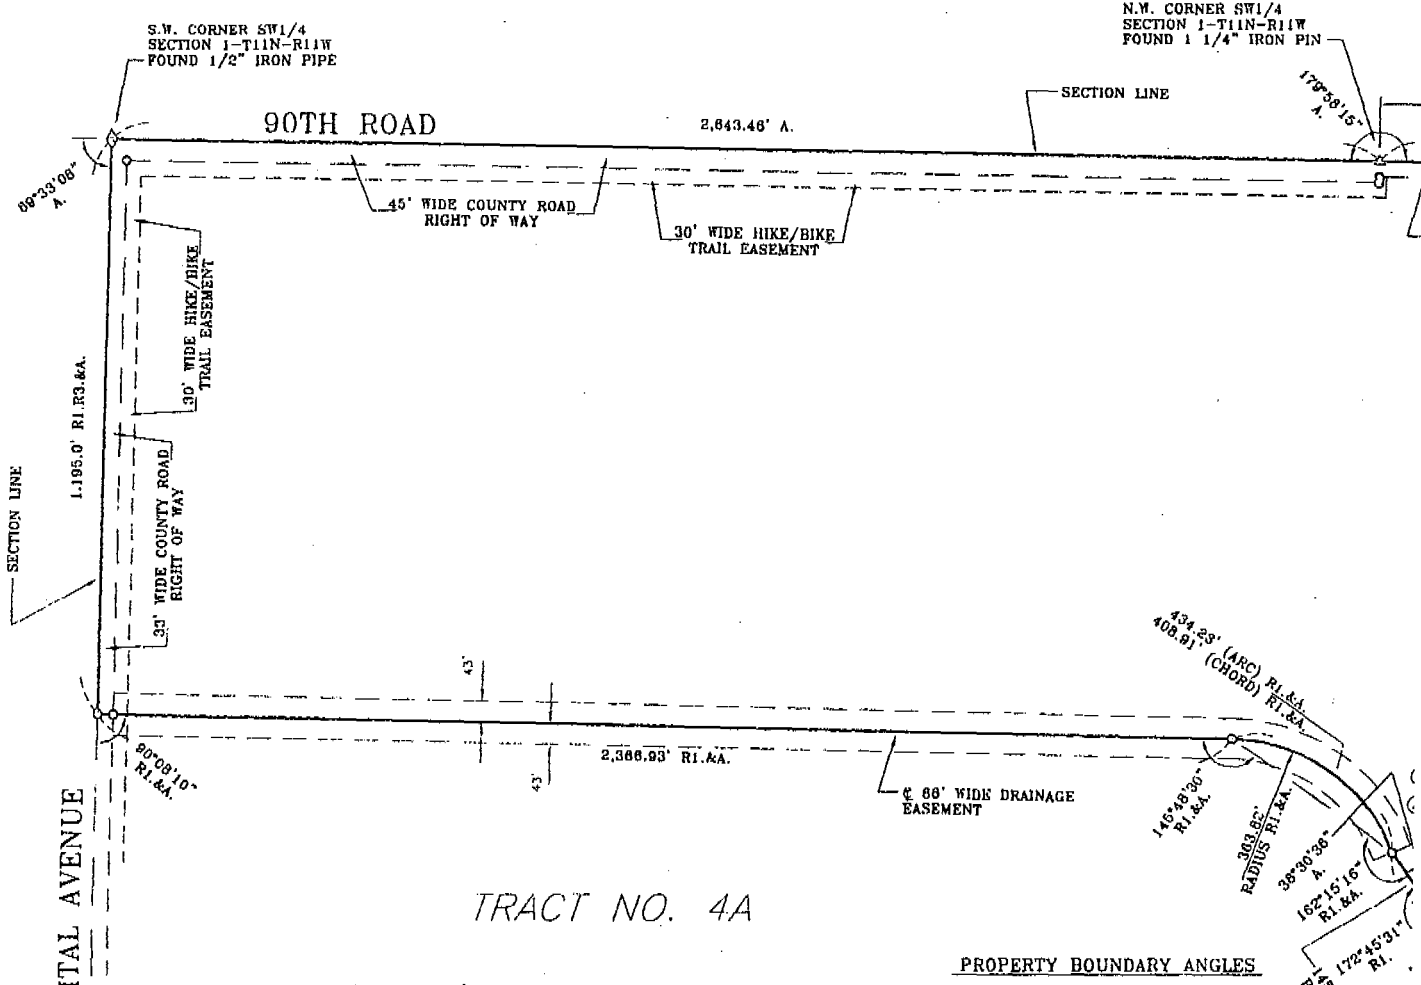 S.W. CORNER SW1/4
SECTION 1-T11N-R11W
FOUND 1/2" IRON PIPE
N.W. CORNER SW1/4
SECTION 1-T11N-R11W
FOUND 1 1/4" IRON PIN
90TH ROAD
2,643.46' A.
SECTION LINE
179°58'15"
A.
89°33'08"
A.
45' WIDE COUNTY ROAD
RIGHT OF WAY
30' WIDE HIKE/BIKE
TRAIL EASEMENT
30' WIDE HIKE/BIKE
TRAIL EASEMENT
1,195.0' R1.R3.&A.
SECTION LINE
33' WIDE COUNTY ROAD
RIGHT OF WAY
434.23' (ARC) R1.&A.
408.91' (CHORD) R1.&A.
43'
43'
90°08'10"
R1.&A.
2,366.93' R1.&A.
℄ 86' WIDE DRAINAGE
EASEMENT
145°48'30"
R1.&A.
363.82'
RADIUS R1.&A.
38°30'36"
A.
162°15'16"
R1.&A.
172°45'31"
R1.
TRACT NO. 4A
ITAL AVENUE
PROPERTY BOUNDARY ANGLES